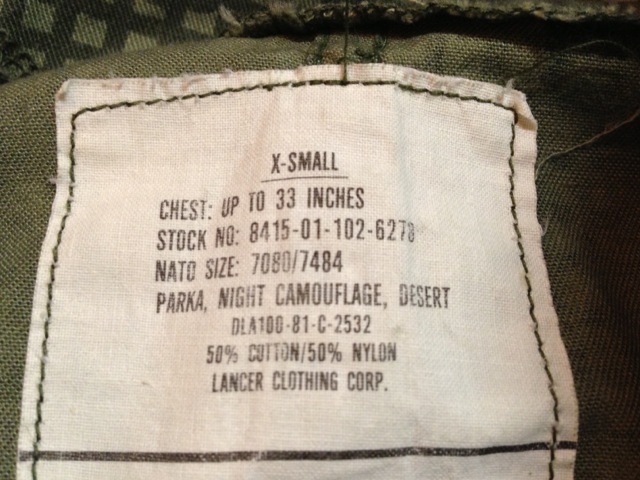 X-SMALL
CHEST: UP TO 33 INCHES
STOCK NO: 8415-01-102-6278
NATO SIZE: 7080/7484
PARKA, NIGHT CAMOUFLAGE, DESERT
DLA100-81-C-2532
50% COTTON/50% NYLON
LANCER CLOTHING CORP.